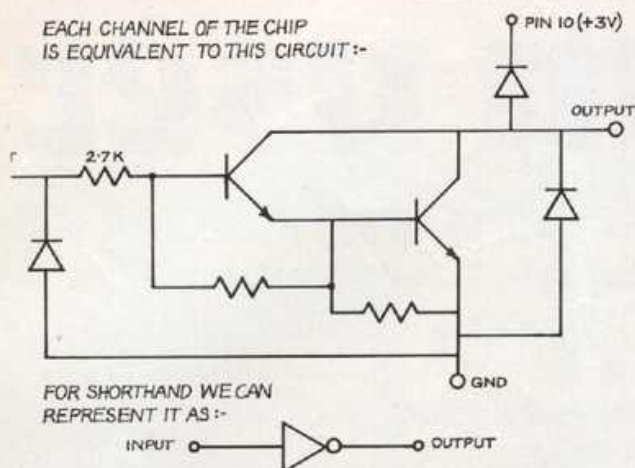 EACH CHANNEL OF THE CHIP
IS EQUIVALENT TO THIS CIRCUIT :-
PIN 10 (+3V)
OUTPUT
2·7K
GND
FOR SHORTHAND WE CAN
REPRESENT IT AS :-
INPUT
OUTPUT